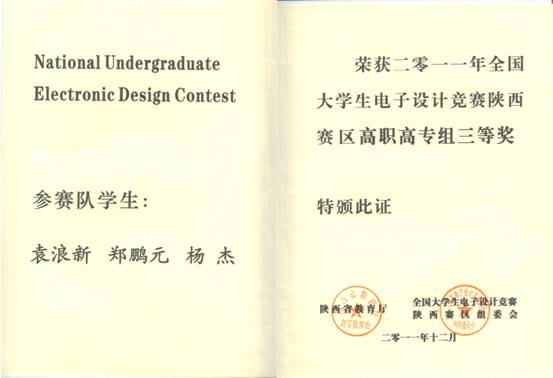 National Undergraduate
Electronic Design Contest
参赛队学生:
袁浪新 郑鹏元 杨 杰
荣获二零一一年全国
大学生电子设计竞赛陕西
赛区高职高专组三等奖
特颁此证
陕西省教育厅
全国大学生电子设计竞赛
陕西赛区组委会
二零一一年十二月